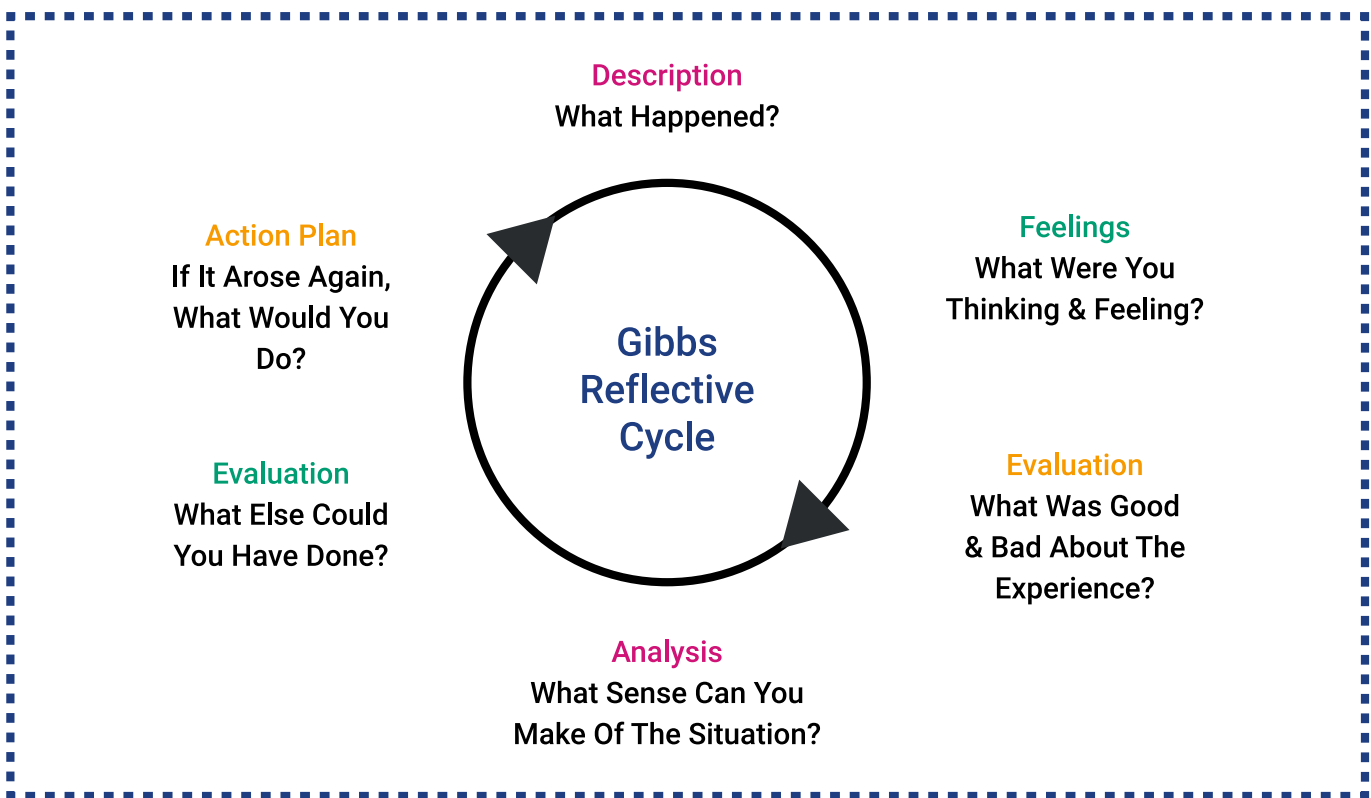 Description
What Happened?
Feelings
What Were You
Thinking & Feeling?
Evaluation
What Was Good
& Bad About The
Experience?
Analysis
What Sense Can You
Make Of The Situation?
Evaluation
What Else Could
You Have Done?
Action Plan
If It Arose Again,
What Would You
Do?
Gibbs
Reflective
Cycle